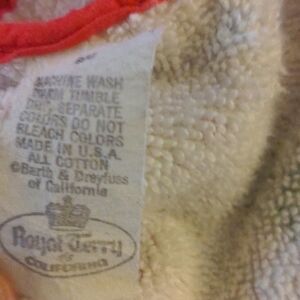 MACHINE WASH
WARM TUMBLE
DRY. SEPARATE
COLORS DO NOT
BLEACH COLORS
MADE IN U.S.A.
ALL COTTON
©Barth & Dreyfuss
of California
Royal Terry
of
CALIFORNIA